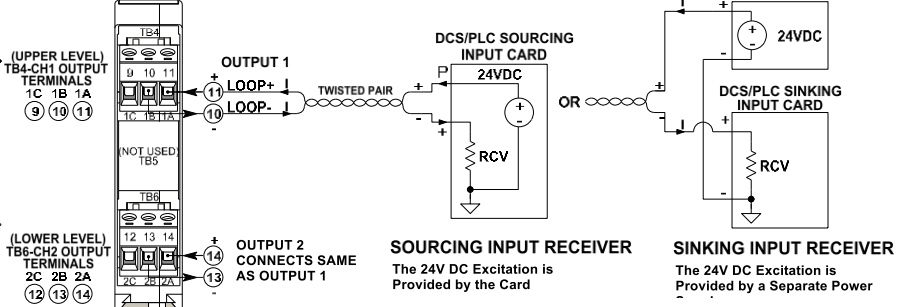 TB4
(UPPER LEVEL)
TB4-CH1 OUTPUT
TERMINALS
1C 1B 1A
9 10 11
9 10 11
1C 1B 1A
(NOT USED)
TB5
TB6
12 13 14
2C 2B 2A
(LOWER LEVEL)
TB6-CH2 OUTPUT
TERMINALS
2C 2B 2A
12 13 14
OUTPUT 1
+
11 LOOP+ I
10 LOOP- I
-
TWISTED PAIR
+
14
13
-
OUTPUT 2
CONNECTS SAME
AS OUTPUT 1
DCS/PLC SOURCING
INPUT CARD
P 24VDC
+
-
+
+
-
RCV
SOURCING INPUT RECEIVER
The 24V DC Excitation is
Provided by the Card
OR
+
-
I
+
+
-
24VDC
-
I
DCS/PLC SINKING
INPUT CARD
+
RCV
-
SINKING INPUT RECEIVER
The 24V DC Excitation is
Provided by a Separate Power